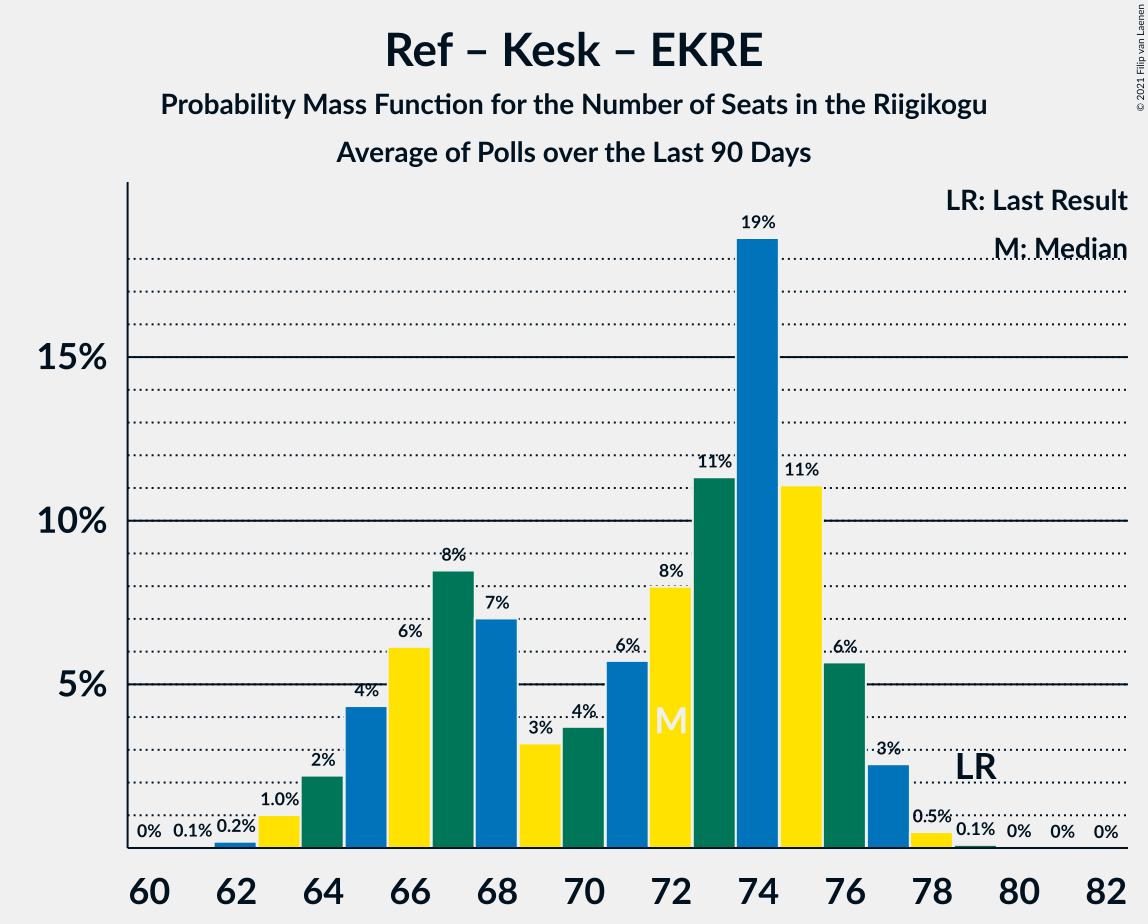 Ref – Kesk – EKRE
Probability Mass Function for the Number of Seats in the Riigikogu
Average of Polls over the Last 90 Days
© 2021 Filip van Laenen
LR: Last Result
M: Median
15%
10%
5%
0% 0.1% 0.2% 1.0% 2% 4% 6% 8% 7% 3% 4% 6% 8% 11% 19% 11% 6% 3% 0.5% 0.1% 0% 0% 0%
M
LR
60 62 64 66 68 70 72 74 76 78 80 82